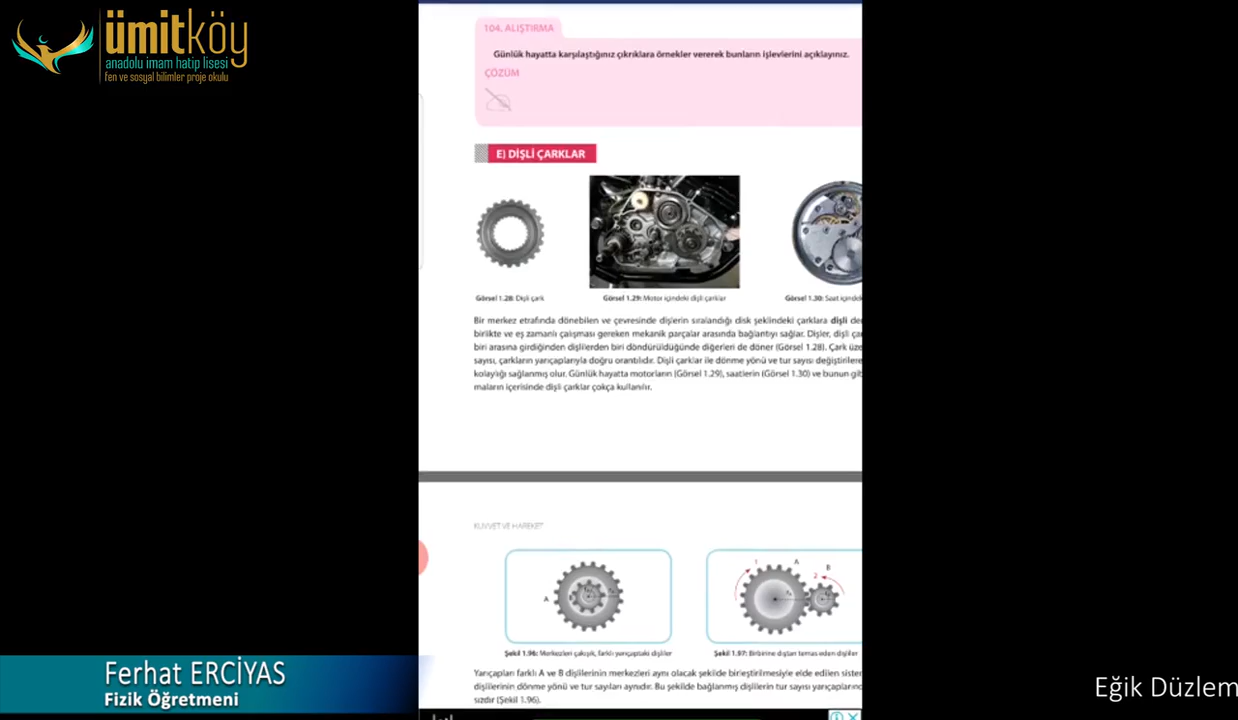 ümitköy
anadolu imam hatip lisesi
fen ve sosyal bilimler proje okulu
104. ALIŞTIRMA
Günlük hayatta karşılaştığınız çıkrıklara örnekler vererek bunların işlevlerini açıklayınız.
ÇÖZÜM
E) DİŞLİ ÇARKLAR
Görsel 1.28: Dişli çark
Görsel 1.29: Motor içindeki dişli çarklar
Görsel 1.30: Saat içindek
Bir merkez etrafında dönebilen ve çevresinde dişlerin sıralandığı disk şeklindeki çarklara dişli den
birlikte ve eş zamanlı çalışması gereken mekanik parçalar arasında bağlantıyı sağlar. Dişler, dişli çar
biri arasına girdiğinden dişlilerden biri döndürüldüğünde diğerleri de döner (Görsel 1.28). Çark üze
sayısı, çarkların yarıçaplarıyla doğru orantılıdır. Dişli çarklar ile dönme yönü ve tur sayısı değiştirilere
kolaylığı sağlanmış olur. Günlük hayatta motorların (Görsel 1.29), saatlerin (Görsel 1.30) ve bunun gib
maların içerisinde dişli çarklar çokça kullanılır.
KUVVET VE HAREKET
A
1
A
B
2
Şekil 1.96: Merkezleri çakışık, farklı yarıçaptaki dişliler
Şekil 1.97: Birbirine dıştan temas eden dişliler
Yarıçapları farklı A ve B dişlilerinin merkezleri aynı olacak şekilde birleştirilmesiyle elde edilen sister
dişlilerinin dönme yönü ve tur sayıları aynıdır. Bu şekilde bağlanmış dişlilerin tur sayısı yarıçapların
sızdır (Şekil 1.96).
Ferhat ERCİYAS
Fizik Öğretmeni
Eğik Düzlem